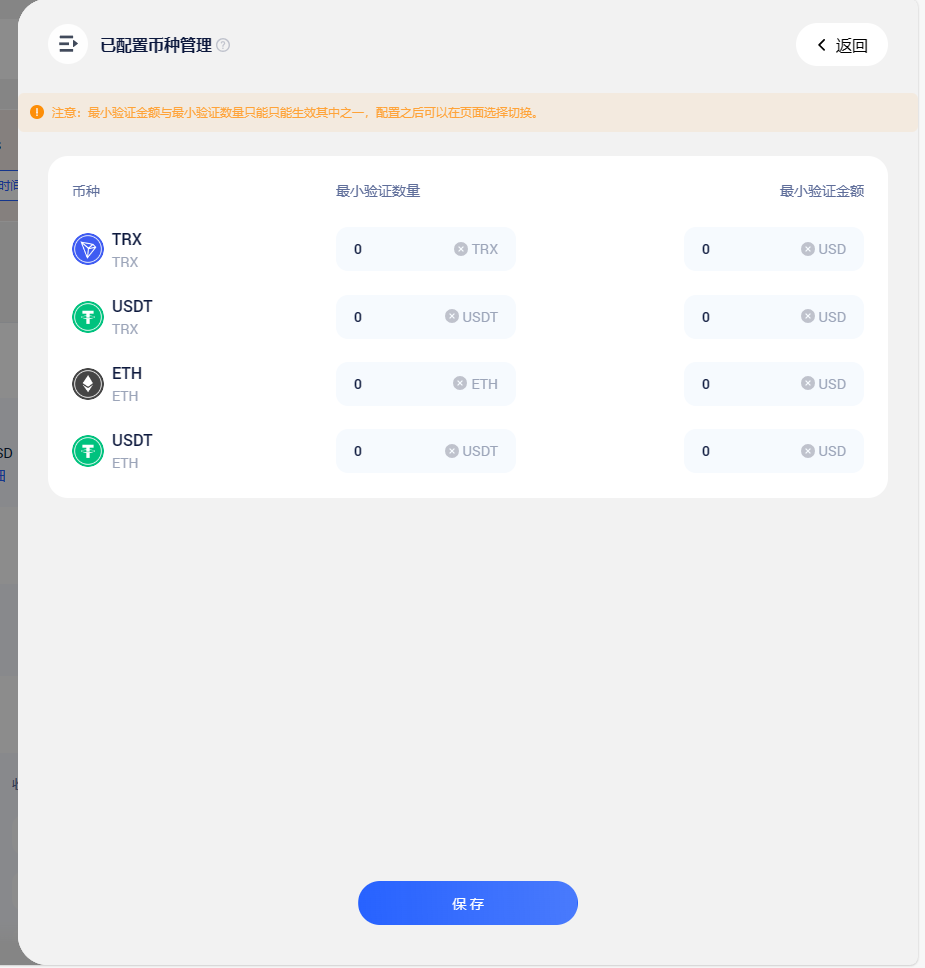 已配置币种管理
返回
注意：最小验证金额与最小验证数量只能只能生效其中之一，配置之后可以在页面选择切换。
币种 最小验证数量 最小验证金额
TRX
TRX
0 TRX
0 USD
USDT
TRX
0 USDT
0 USD
ETH
ETH
0 ETH
0 USD
USDT
ETH
0 USDT
0 USD
保存
时间
SD